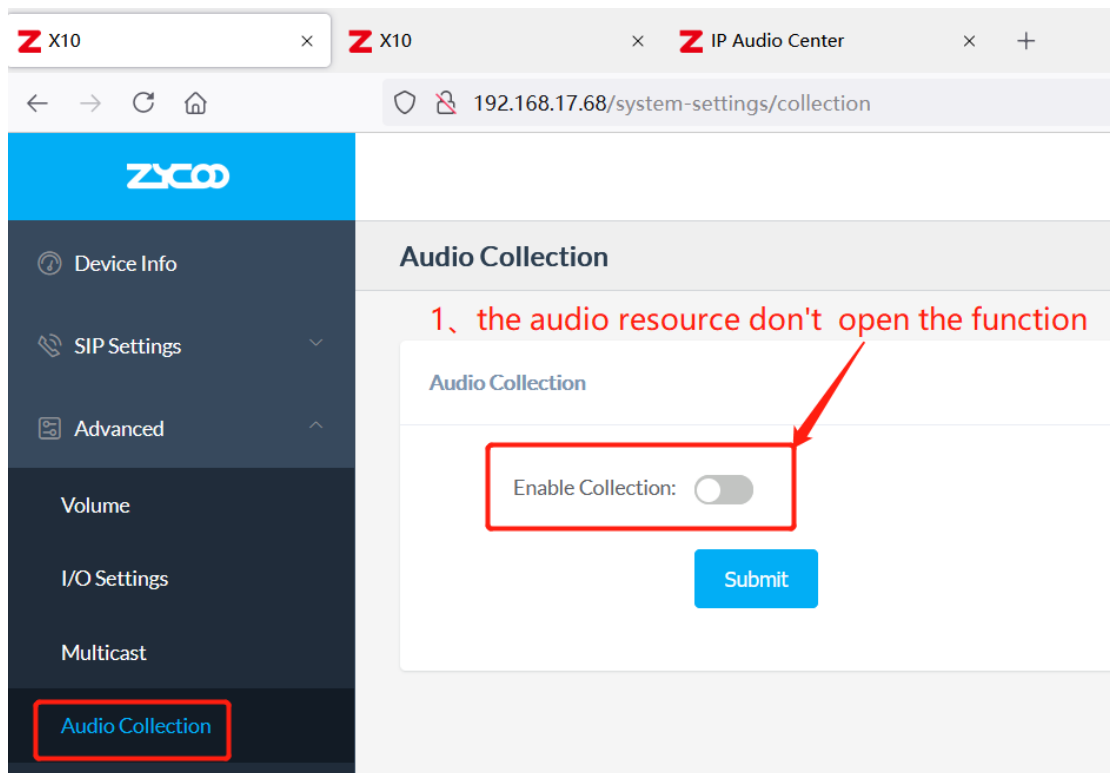 Z X10 × Z X10 × Z IP Audio Center × +
192.168.17.68/system-settings/collection
ZYCOO
Device Info
Audio Collection
1、the audio resource don't open the function
SIP Settings
Audio Collection
Advanced
Enable Collection:
Volume
I/O Settings
Submit
Multicast
Audio Collection